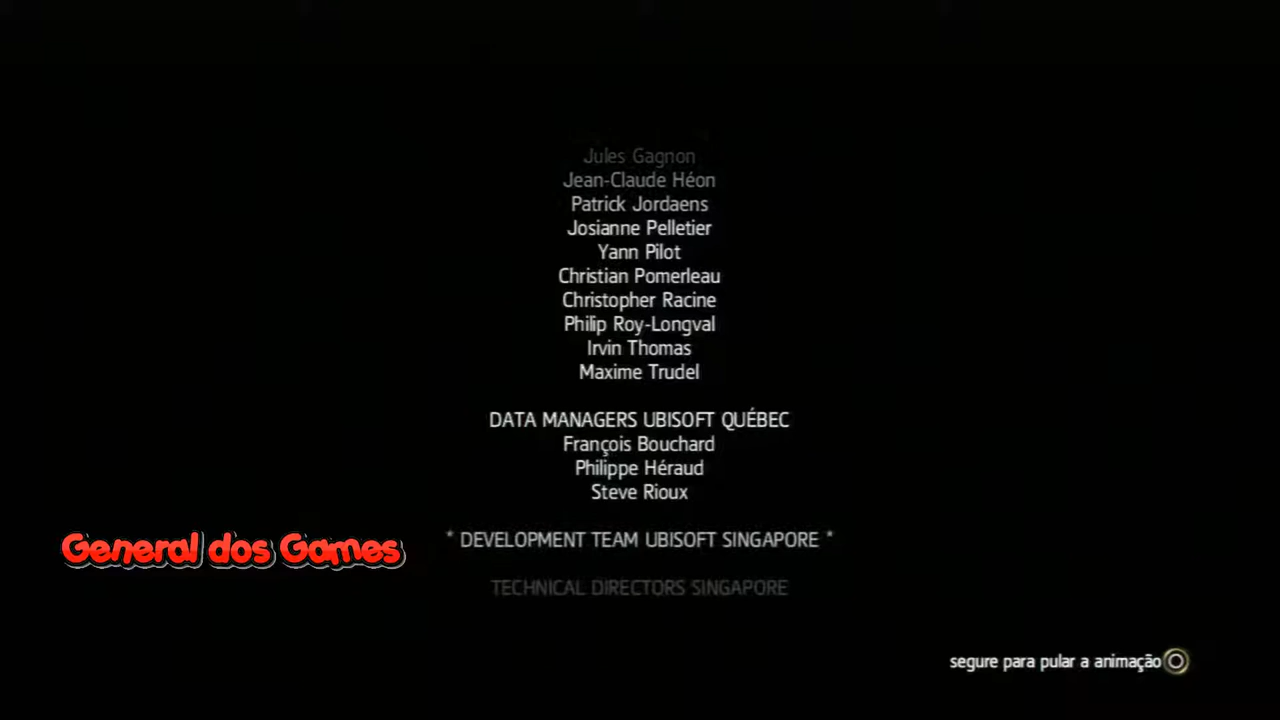 Jules Gagnon
Jean-Claude Héon
Patrick Jordaens
Josianne Pelletier
Yann Pilot
Christian Pomerleau
Christopher Racine
Philip Roy-Longval
Irvin Thomas
Maxime Trudel
DATA MANAGERS UBISOFT QUÉBEC
François Bouchard
Philippe Héraud
Steve Rioux
* DEVELOPMENT TEAM UBISOFT SINGAPORE *
General dos Games
TECHNICAL DIRECTORS SINGAPORE
segure para pular a animação